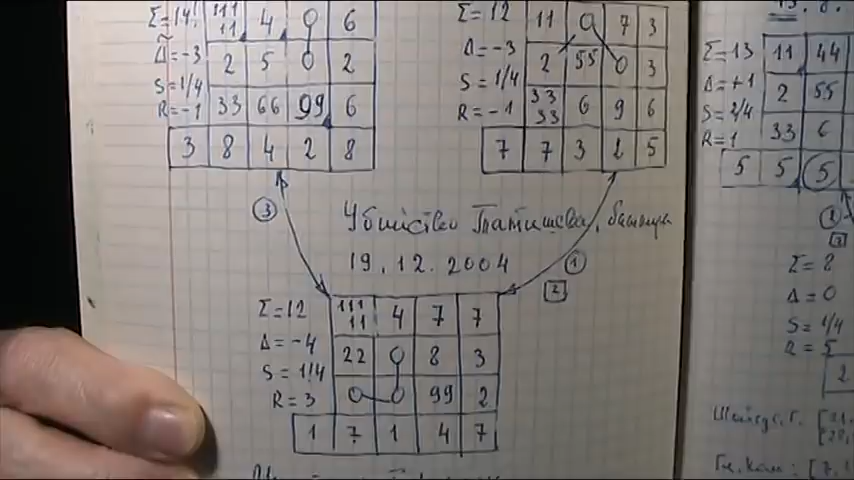 Σ=14 111 11 4 0 6
Δ=-3 2 5 0 2
S=1/4
R=-1 33 66 99 6
3 8 4 2 8
Σ=12 11 0 7 3
Δ=-3 2 55 0 3
S=1/4
R=-1 33 33 6 9 6
7 7 3 2 5
Σ=13 11 44
Δ=+1 2 55
S=2/4
R=1 33 6
5 5 5
3
Убийство Татищева,
19.12.2004
1
2
Σ=12 111 11 4 7 7
Δ=-4 22 0 8 3
S=1/4
R=3 0 0 99 2
1 7 1 4 7
Σ=8
Δ=0
S=1/4
R=5
2